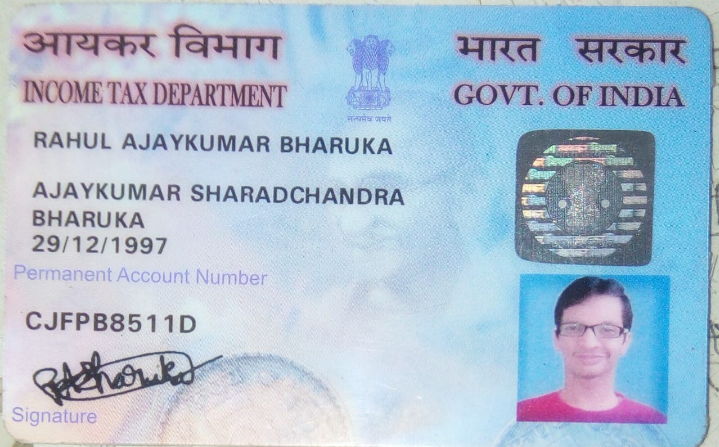 आयकर विभाग
भारत सरकार
INCOME TAX DEPARTMENT
GOVT. OF INDIA
सत्यमेव जयते
RAHUL AJAYKUMAR BHARUKA
AJAYKUMAR SHARADCHANDRA
BHARUKA
29/12/1997
Permanent Account Number
CJFPB8511D
Signature